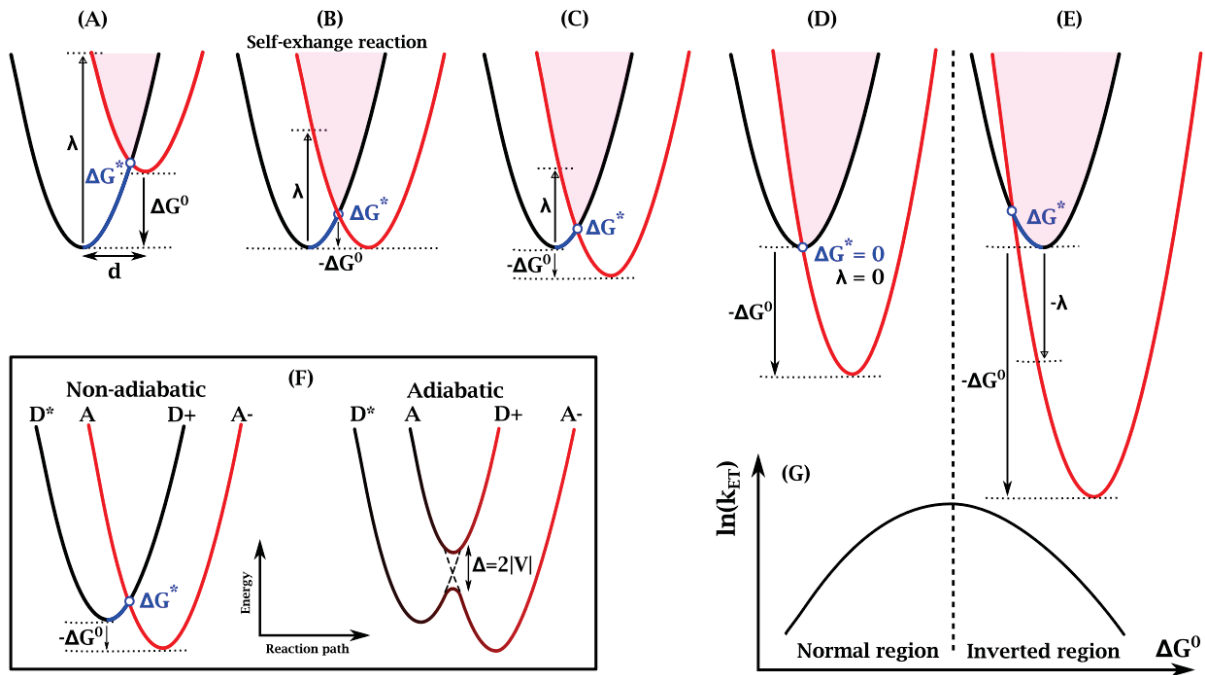 (A)
(B)
(C)
(D)
(E)
Self-exhange reaction
λ
ΔG*
ΔG⁰
d
λ
ΔG*
-ΔG⁰
λ
ΔG*
-ΔG⁰
ΔG* = 0
λ = 0
-ΔG⁰
ΔG*
-λ
-ΔG⁰
(F)
Non-adiabatic
D* A D+ A-
ΔG*
-ΔG⁰
Energy
Reaction path
Adiabatic
D* A D+ A-
Δ=2|V|
(G)
ln(k_ET)
Normal region
Inverted region
ΔG⁰